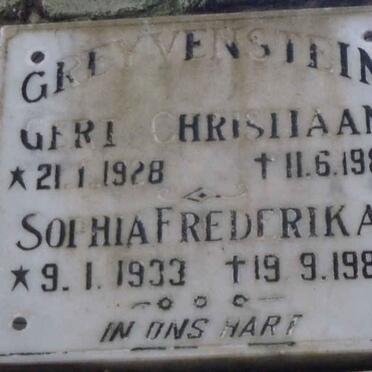 GREYVENSTEIN
GERT CHRISTIAAN
★ 21.1.1928 † 11.6.198
SOPHIA FREDERIKA
★ 9.1.1933 † 19 9.198
IN ONS HART